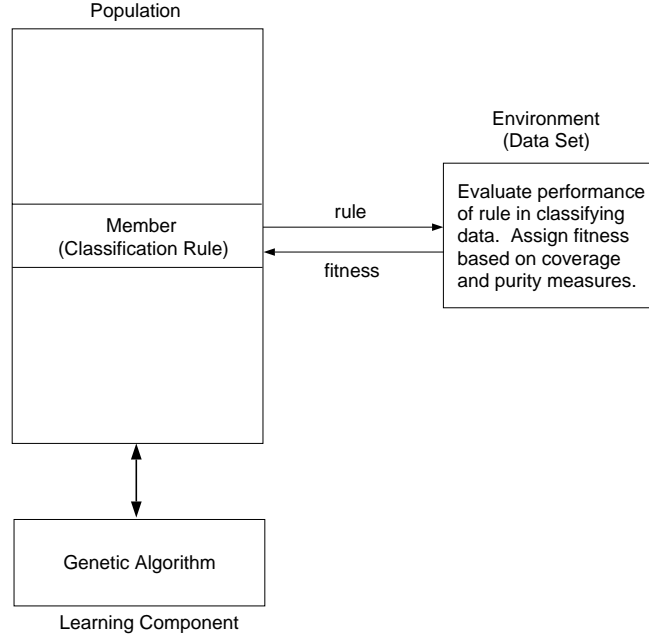 Population
Environment
(Data Set)
Member
(Classification Rule)
rule
fitness
Evaluate performance
of rule in classifying
data. Assign fitness
based on coverage
and purity measures.
Genetic Algorithm
Learning Component